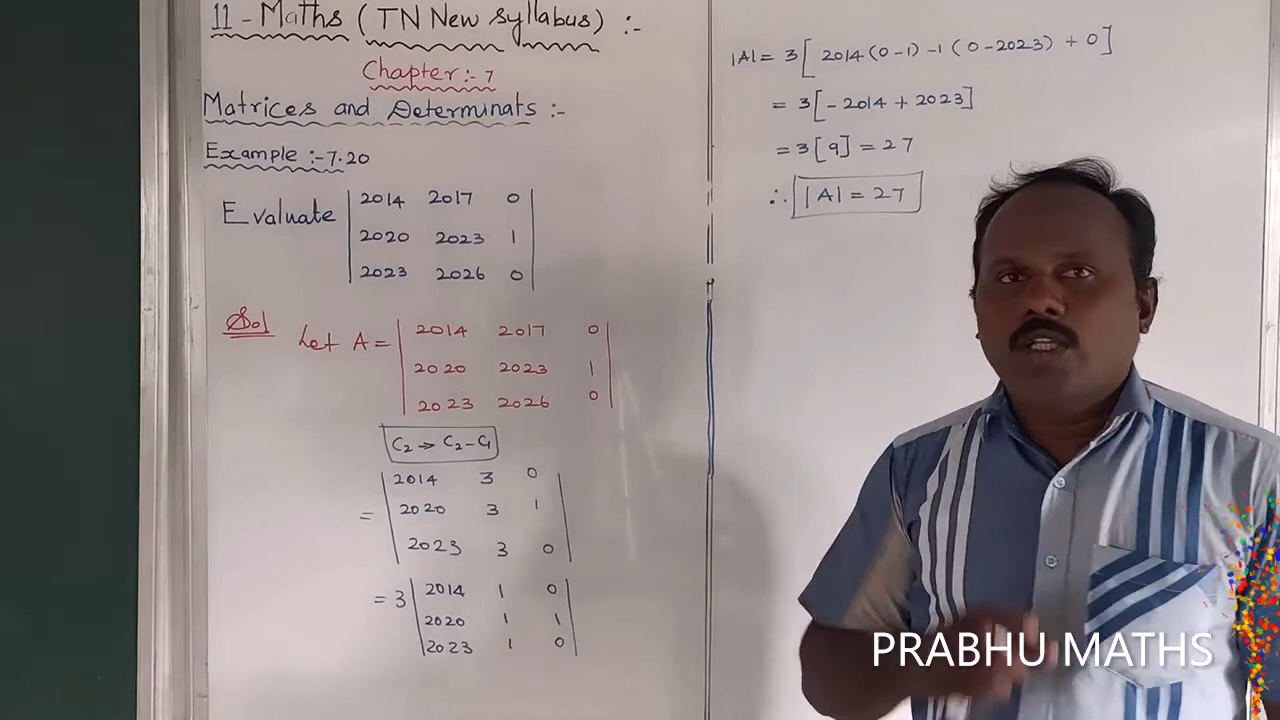 11 - Maths ( TN New Syllabus) :-
Chapter :- 7
Matrices and Determinats :-
Example :- 7.20
Evaluate | 2014 2017 0 |
| 2020 2023 1 |
| 2023 2026 0 |
Sol Let A = | 2014 2017 0 |
| 2020 2023 1 |
| 2023 2026 0 |
C₂ → C₂ - C₁
= | 2014 3 0 |
| 2020 3 1 |
| 2023 3 0 |
= 3 | 2014 1 0 |
| 2020 1 1 |
| 2023 1 0 |
|A| = 3 [ 2014 (0-1) -1 (0-2023) + 0 ]
= 3 [ -2014 + 2023 ]
= 3 [ 9 ] = 27
∴ |A| = 27
PRABHU MATHS